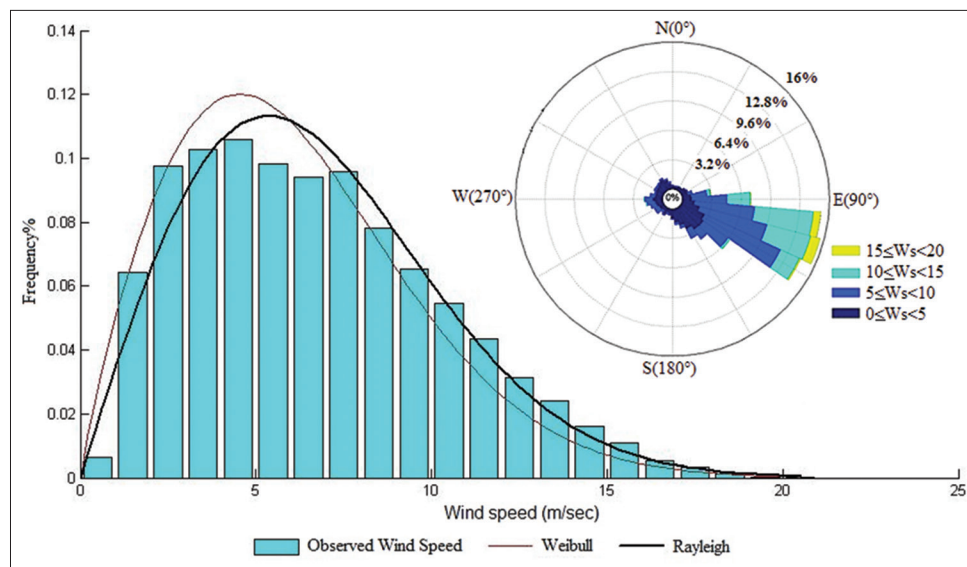 0.14
0.12
0.1
0.08
0.06
0.04
0.02
0
Frequency%
0
5
10
15
20
25
Wind speed (m/sec)
Observed Wind Speed
Weibull
Rayleigh
N(0°)
16%
12.8%
9.6%
6.4%
3.2%
0%
W(270°)
E(90°)
S(180°)
15≤Ws<20
10≤Ws<15
5≤Ws<10
0≤Ws<5